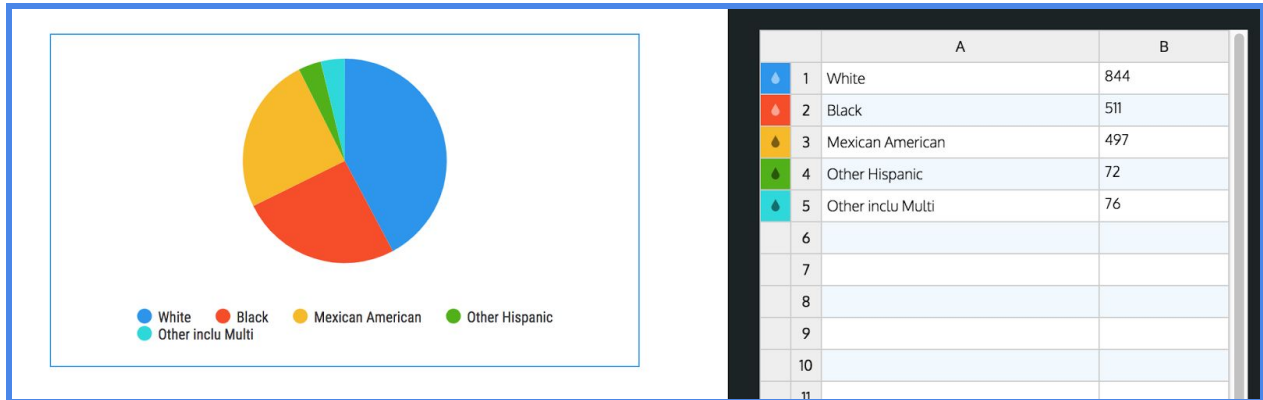 White Black Mexican American Other Hispanic
Other inclu Multi
A B
1 White 844
2 Black 511
3 Mexican American 497
4 Other Hispanic 72
5 Other inclu Multi 76
6
7
8
9
10
11